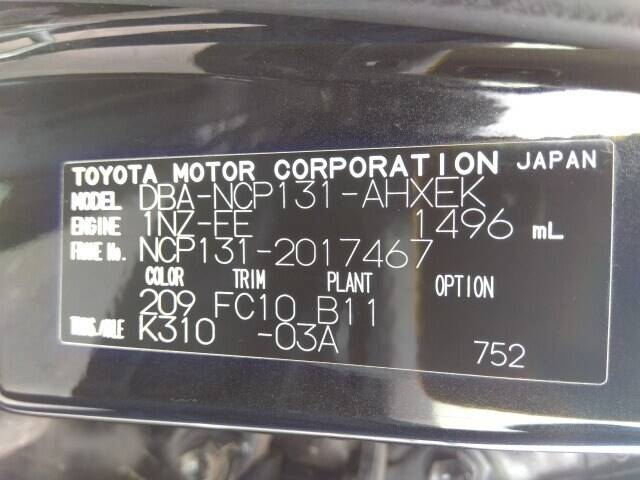 TOYOTA MOTOR CORPORATION JAPAN
MODEL DBA-NCP131-AHXEK
ENGINE 1NZ-FE 1496 mL
FRAME No. NCP131-2017467
COLOR TRIM PLANT OPTION
209 FC10 B11
TRANS./AXLE K310 -03A
752